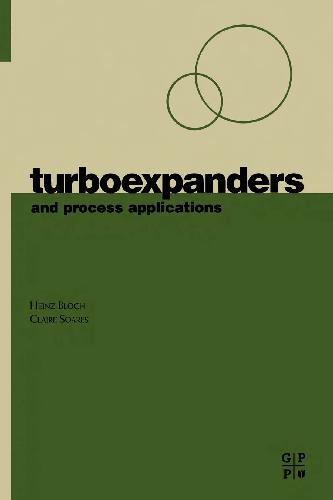 turboexpanders
and process applications
HEINZ BLOCH
CLAIRE SOARES
G P
P W